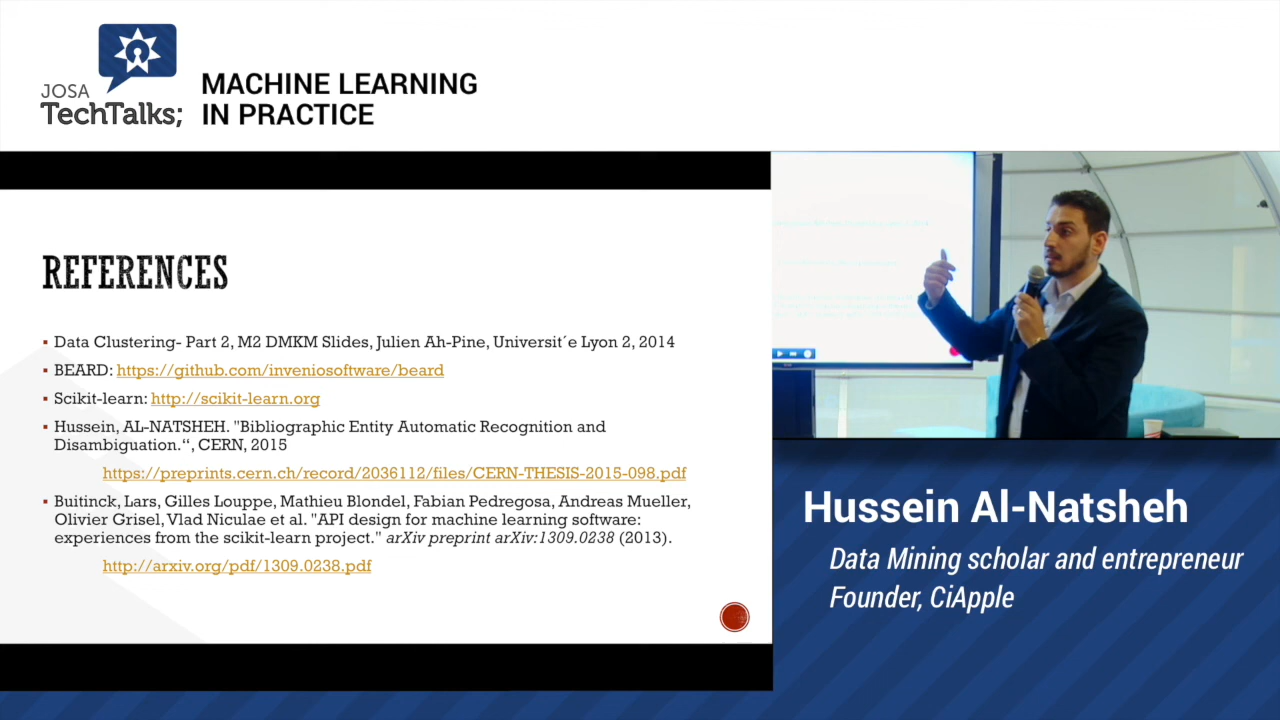 JOSA
TechTalks;
MACHINE LEARNING
IN PRACTICE
REFERENCES
▪ Data Clustering- Part 2, M2 DMKM Slides, Julien Ah-Pine, Universit´e Lyon 2, 2014
▪ BEARD: https://github.com/inveniosoftware/beard
▪ Scikit-learn: http://scikit-learn.org
▪ Hussein, AL-NATSHEH. "Bibliographic Entity Automatic Recognition and
Disambiguation.“, CERN, 2015
https://preprints.cern.ch/record/2036112/files/CERN-THESIS-2015-098.pdf
▪ Buitinck, Lars, Gilles Louppe, Mathieu Blondel, Fabian Pedregosa, Andreas Mueller,
Olivier Grisel, Vlad Niculae et al. "API design for machine learning software:
experiences from the scikit-learn project." arXiv preprint arXiv:1309.0238 (2013).
http://arxiv.org/pdf/1309.0238.pdf
Hussein Al-Natsheh
Data Mining scholar and entrepreneur
Founder, CiApple